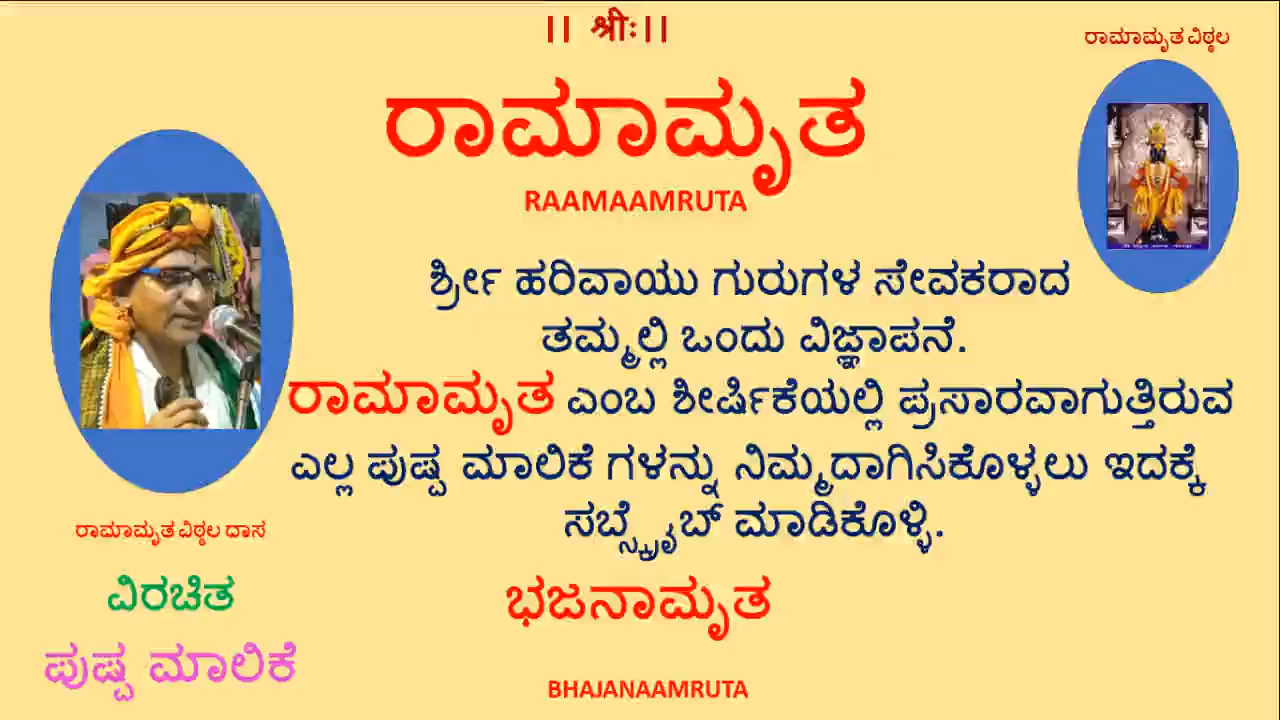 ।। श्रीः।।
ರಾಮಾಮೃತ ವಿಠ್ಠಲ
ರಾಮಾಮೃತ
RAAMAAMRUTA
ಶ್ರೀ ಹರಿವಾಯು ಗುರುಗಳ ಸೇವಕರಾದ
ತಮ್ಮಲ್ಲಿ ಒಂದು ವಿಜ್ಞಾಪನೆ.
ರಾಮಾಮೃತ ಎಂಬ ಶೀರ್ಷಿಕೆಯಲ್ಲಿ ಪ್ರಸಾರವಾಗುತ್ತಿರುವ
ಎಲ್ಲ ಪುಷ್ಪ ಮಾಲಿಕೆ ಗಳನ್ನು ನಿಮ್ಮದಾಗಿಸಿಕೊಳ್ಳಲು ಇದಕ್ಕೆ
ಸಬ್ಸ್ಕ್ರೈಬ್ ಮಾಡಿಕೊಳ್ಳಿ.
ರಾಮಾಮೃತ ವಿಠ್ಠಲ ದಾಸ
ವಿರಚಿತ
ಪುಷ್ಪ ಮಾಲಿಕೆ
ಭಜನಾಮೃತ
BHAJANAAMRUTA